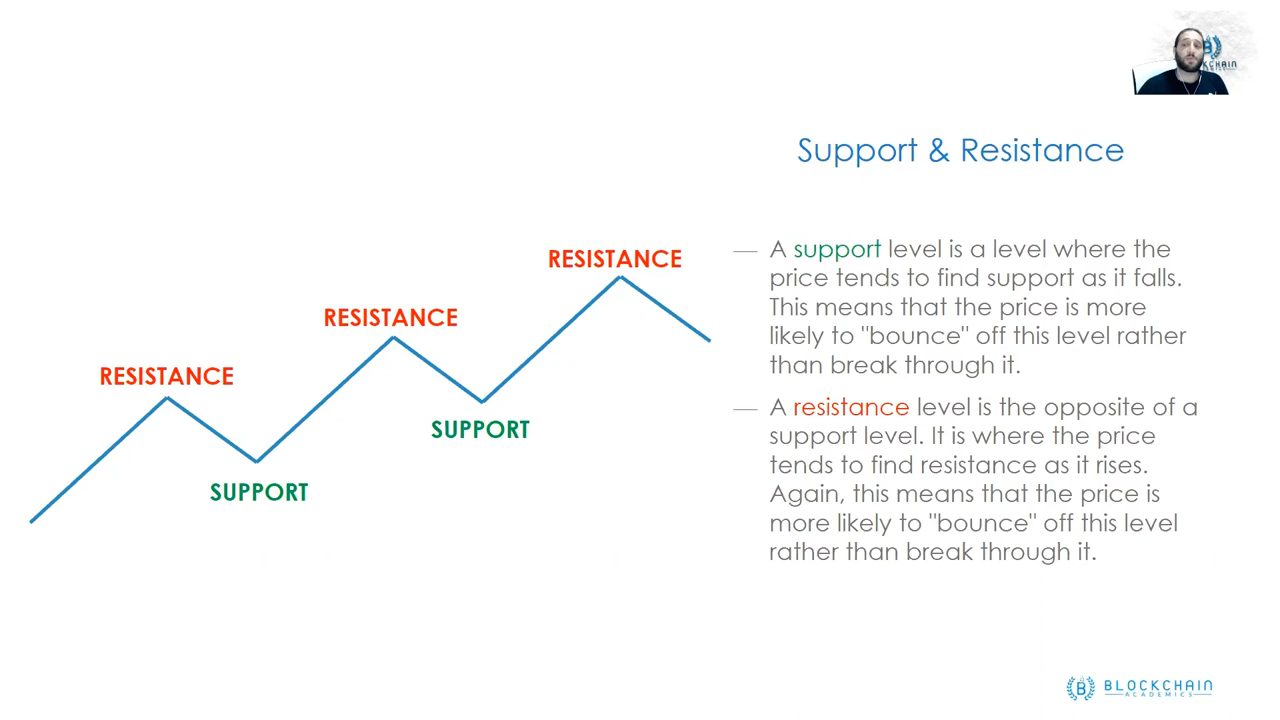 Support & Resistance
RESISTANCE
RESISTANCE
RESISTANCE
SUPPORT
SUPPORT
— A support level is a level where the
price tends to find support as it falls.
This means that the price is more
likely to "bounce" off this level rather
than break through it.
— A resistance level is the opposite of a
support level. It is where the price
tends to find resistance as it rises.
Again, this means that the price is
more likely to "bounce" off this level
rather than break through it.
B BLOCKCHAIN
ACADEMICS